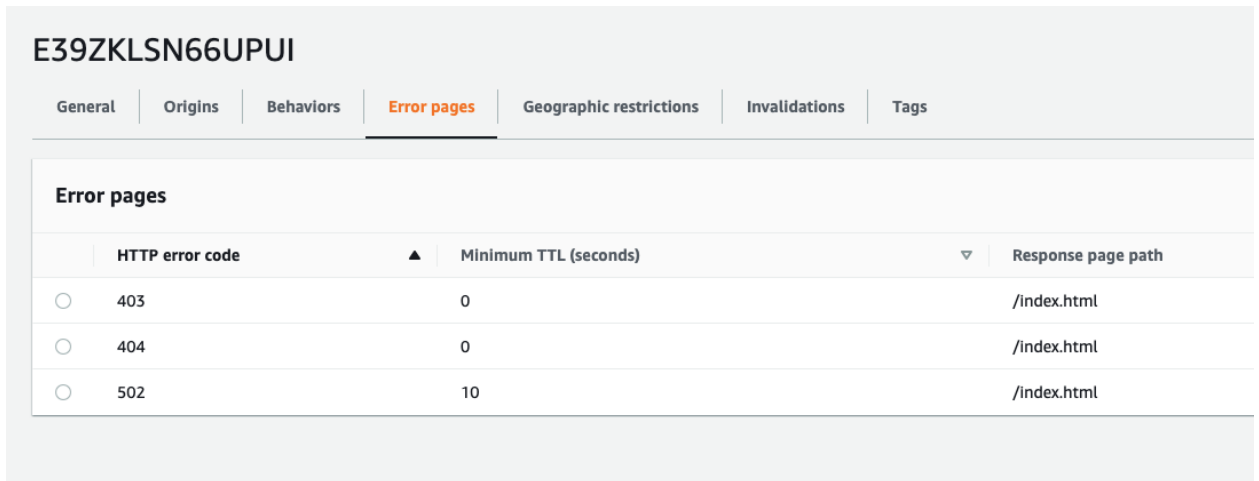 E39ZKLSN66UPUI
General Origins Behaviors Error pages Geographic restrictions Invalidations Tags
Error pages
HTTP error code Minimum TTL (seconds) Response page path
403 0 /index.html
404 0 /index.html
502 10 /index.html